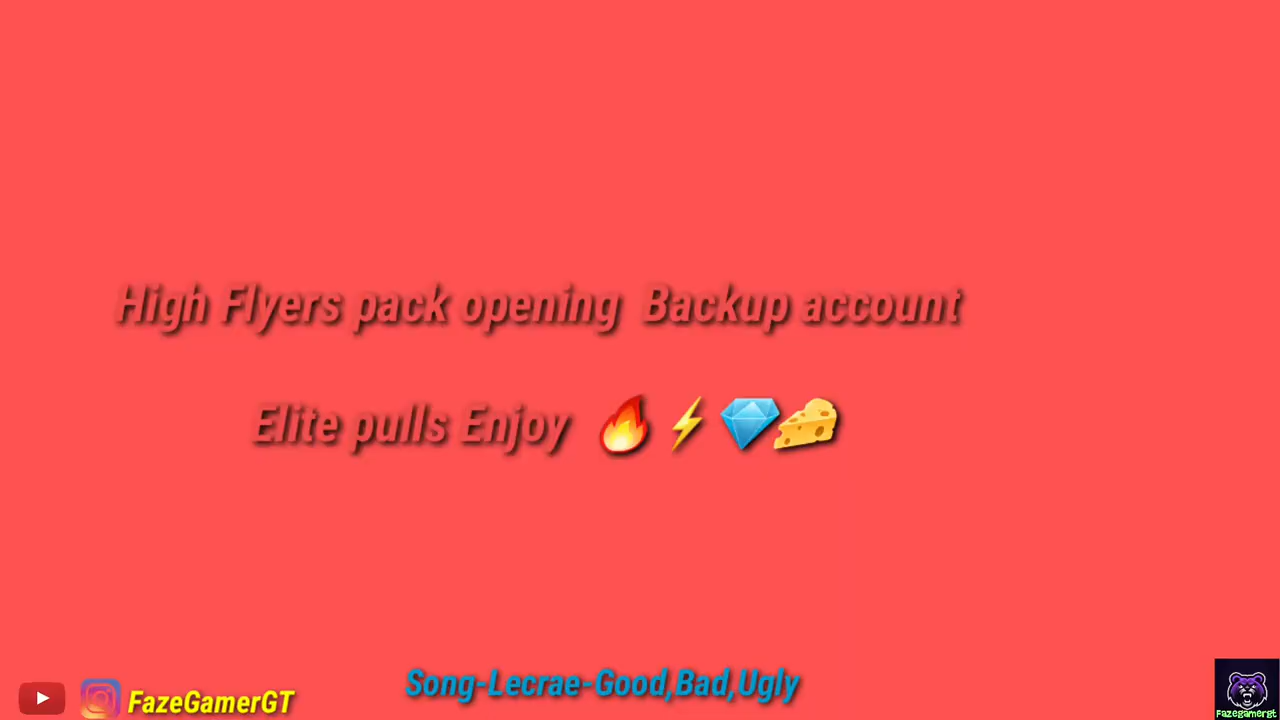 High Flyers pack opening Backup account
Elite pulls Enjoy 🔥⚡💎🧀
Song-Lecrae-Good,Bad,Ugly
FazeGamerGT
Fazegamergt